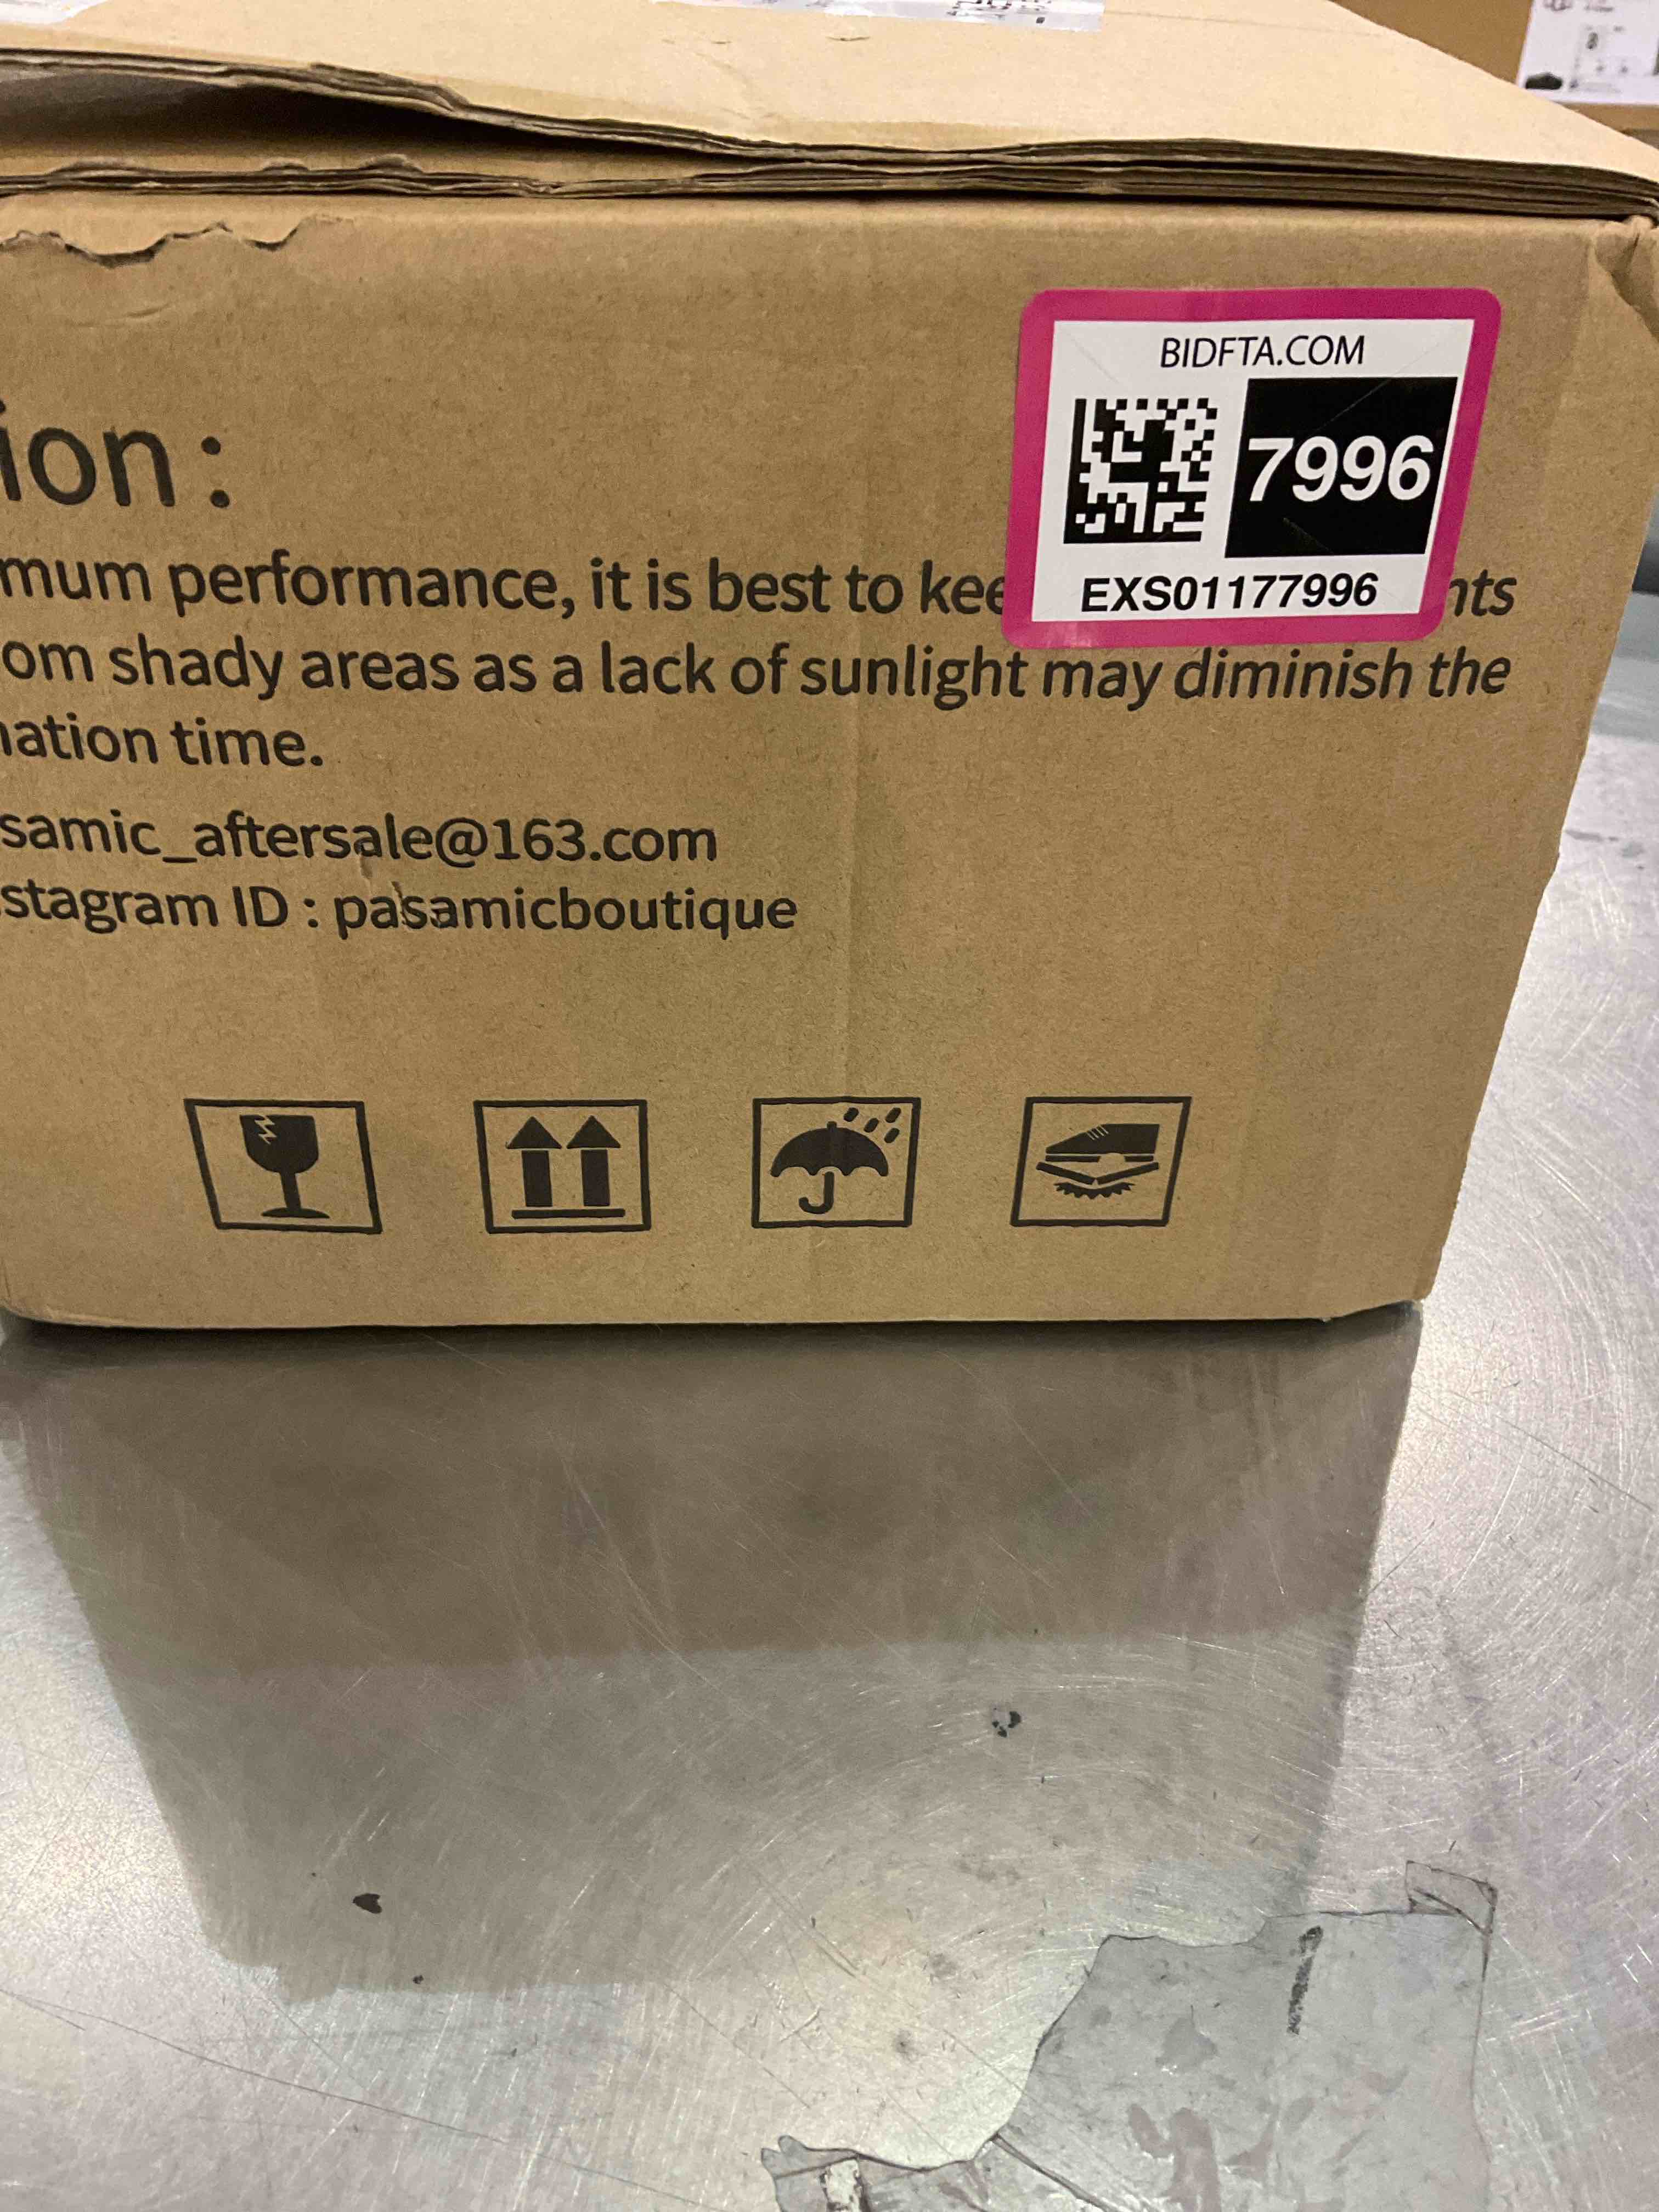 BIDFTA.COM
7996
EXS01177996
ion :
mum performance, it is best to kee nts
om shady areas as a lack of sunlight may diminish the
nation time.
samic_aftersale@163.com
stagram ID : pasamicboutique